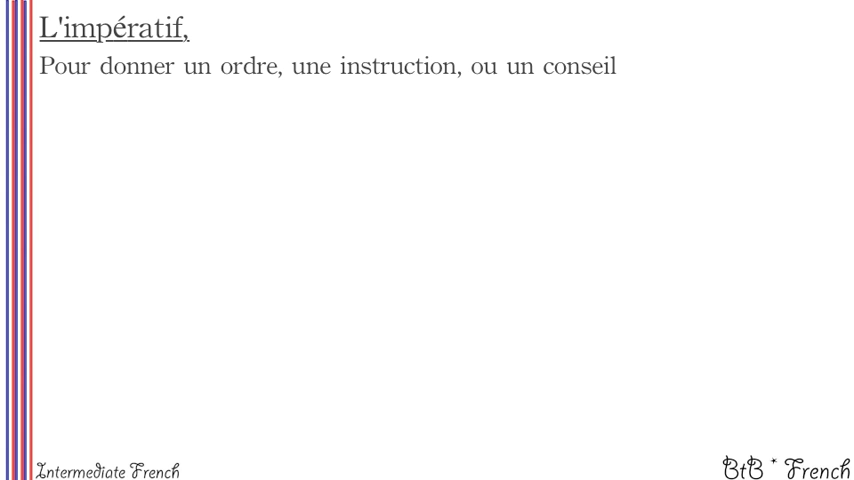 L'impératif,
Pour donner un ordre, une instruction, ou un conseil
Intermediate French
BtB * French